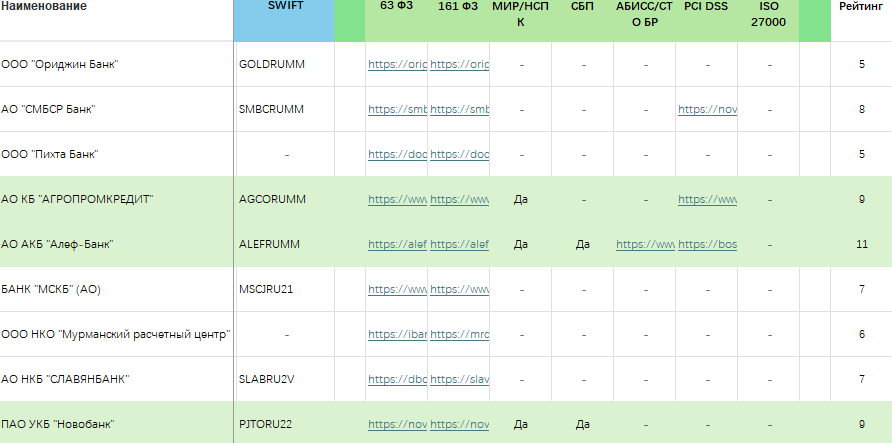 Наименование SWIFT 63 ФЗ 161 ФЗ МИР/НСПК СБП АБИСС/СТО БР PCI DSS ISO 27000 Рейтинг
ООО "Ориджин Банк" GOLDRUMM https://orig https://orig - - - - - 5
АО "СМБСР Банк" SMBCRUMM https://smb https://smb - - - https://nov - 8
ООО "Пихта Банк" - https://doc https://doc - - - - - 5
АО КБ "АГРОПРОМКРЕДИТ" AGCORUMM https://www https://www Да - - https://www - 9
АО АКБ "Алеф-Банк" ALEFRUMM https://alef https://alef Да Да https://www https://bos - 11
БАНК "МСКБ" (АО) MSCJRU21 https://www https://www - - - - - 7
ООО НКО "Мурманский расчетный центр" - https://ibar https://mrc - - - - - 6
АО НКБ "СЛАВЯНБАНК" SLABRU2V https://dbo https://slav - - - - - 7
ПАО УКБ "Новобанк" PJTORU22 https://nov https://nov Да Да - - - 9